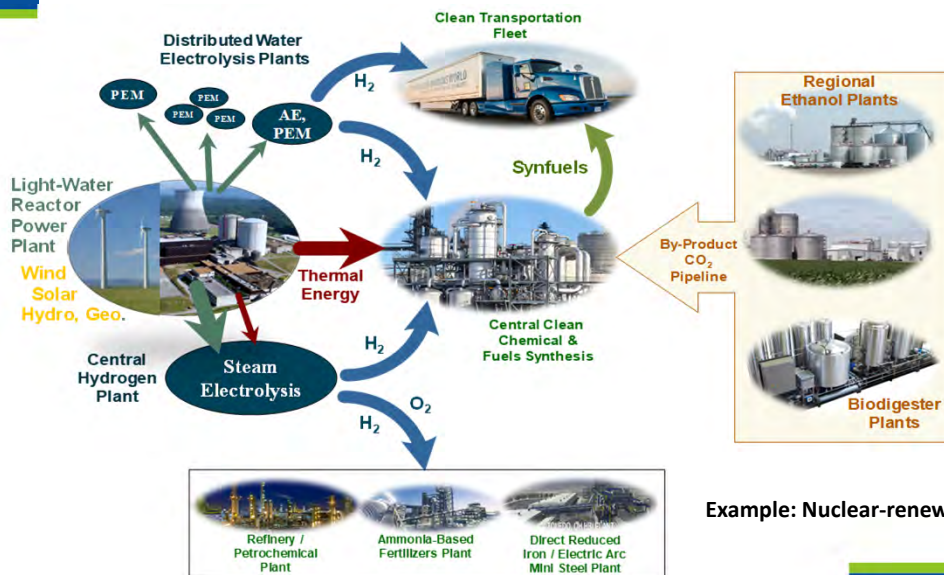 Distributed Water
Electrolysis Plants
Clean Transportation
Fleet
PEM
PEM
PEM
PEM
AE,
PEM
H2
H2
Synfuels
Light-Water
Reactor
Power
Plant
Wind
Solar
Hydro, Geo.
Thermal
Energy
Central Clean
Chemical &
Fuels Synthesis
Regional
Ethanol Plants
By-Product
CO2
Pipeline
Biodigester
Plants
Central
Hydrogen
Plant
Steam
Electrolysis
H2
O2
H2
Refinery /
Petrochemical
Plant
Ammonia-Based
Fertilizers Plant
Direct Reduced
Iron / Electric Arc
Mini Steel Plant
Example: Nuclear-renew